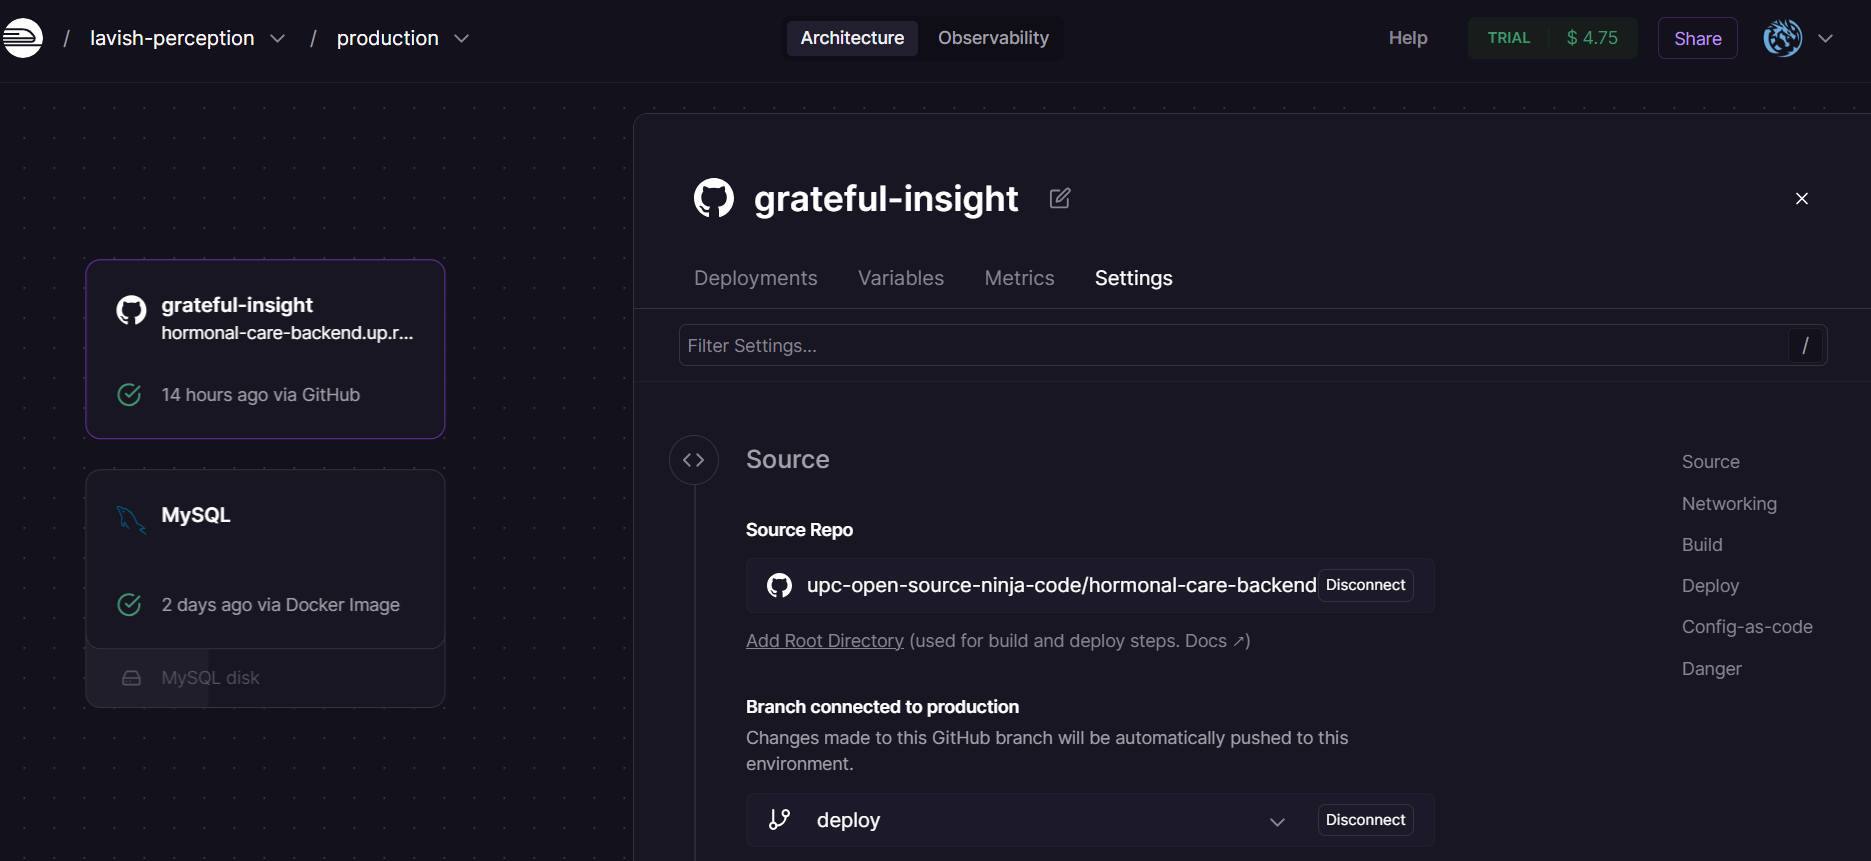 / lavish-perception / production
Architecture
Observability
Help
TRIAL $ 4.75
Share
grateful-insight
hormonal-care-backend.up.r...
14 hours ago via GitHub
MySQL
2 days ago via Docker Image
MySQL disk
grateful-insight
Deployments Variables Metrics Settings
Filter Settings... /
Source
Source Repo
upc-open-source-ninja-code/hormonal-care-backend Disconnect
Add Root Directory (used for build and deploy steps. Docs ↗)
Branch connected to production
Changes made to this GitHub branch will be automatically pushed to this
environment.
deploy Disconnect
Source
Networking
Build
Deploy
Config-as-code
Danger